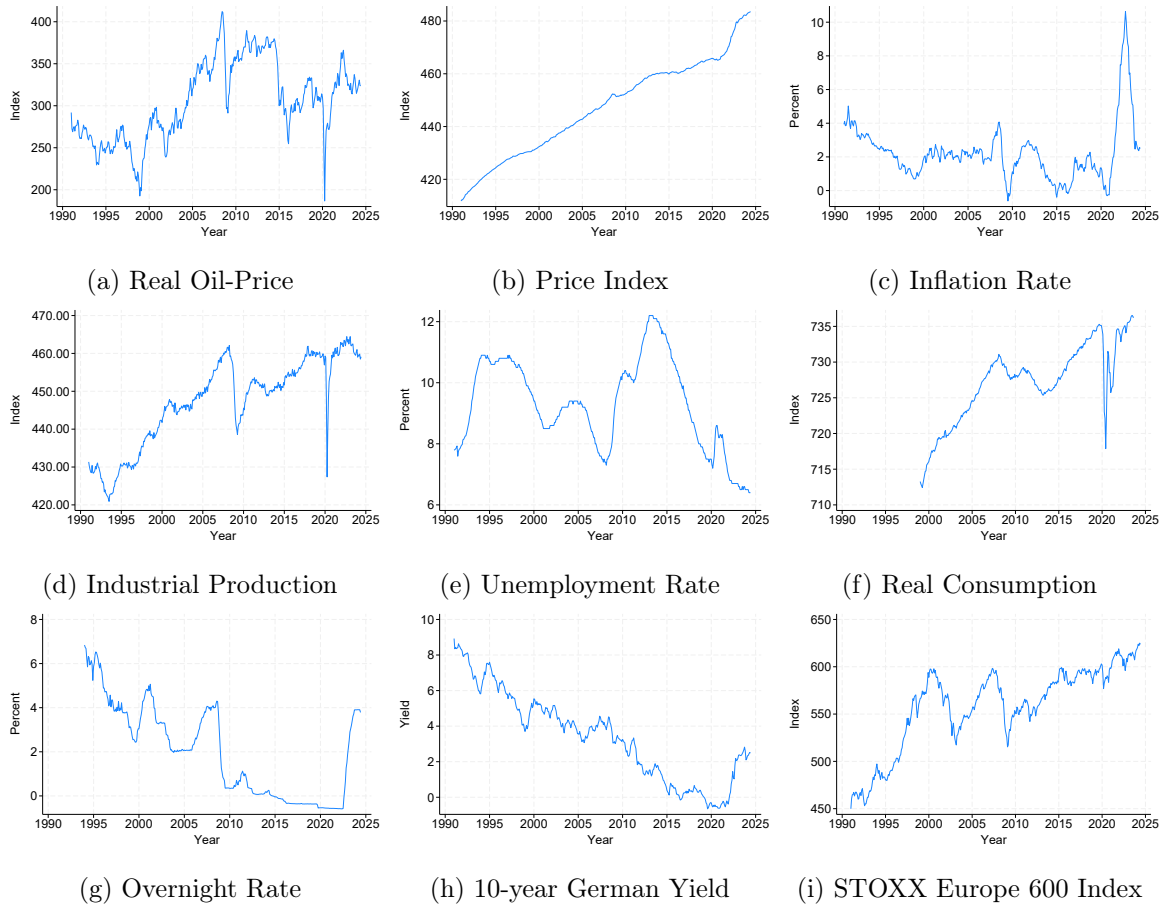 400
350
300
250
200
Index
1990 1995 2000 2005 2010 2015 2020 2025
Year
(a) Real Oil-Price
480
460
440
420
Index
1990 1995 2000 2005 2010 2015 2020 2025
Year
(b) Price Index
10
8
6
4
2
0
Percent
1990 1995 2000 2005 2010 2015 2020 2025
Year
(c) Inflation Rate
470.00
460.00
450.00
440.00
430.00
420.00
Index
1990 1995 2000 2005 2010 2015 2020 2025
Year
(d) Industrial Production
12
10
8
6
Percent
1990 1995 2000 2005 2010 2015 2020 2025
Year
(e) Unemployment Rate
735
730
725
720
715
710
Index
1990 1995 2000 2005 2010 2015 2020 2025
Year
(f) Real Consumption
8
6
4
2
0
Percent
1990 1995 2000 2005 2010 2015 2020 2025
Year
(g) Overnight Rate
10
8
6
4
2
0
Yield
1990 1995 2000 2005 2010 2015 2020 2025
Year
(h) 10-year German Yield
650
600
550
500
450
Index
1990 1995 2000 2005 2010 2015 2020 2025
Year
(i) STOXX Europe 600 Index